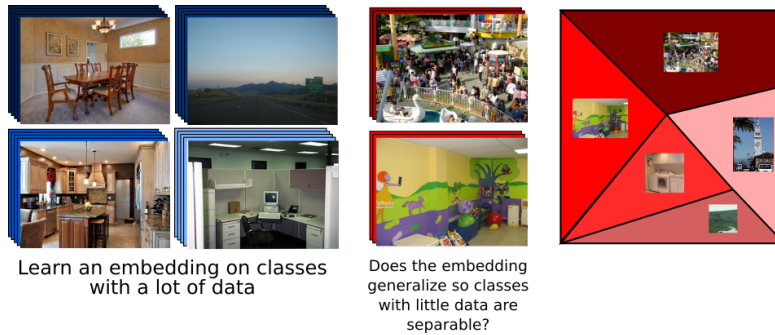 Learn an embedding on classes
with a lot of data
Does the embedding
generalize so classes
with little data are
separable?